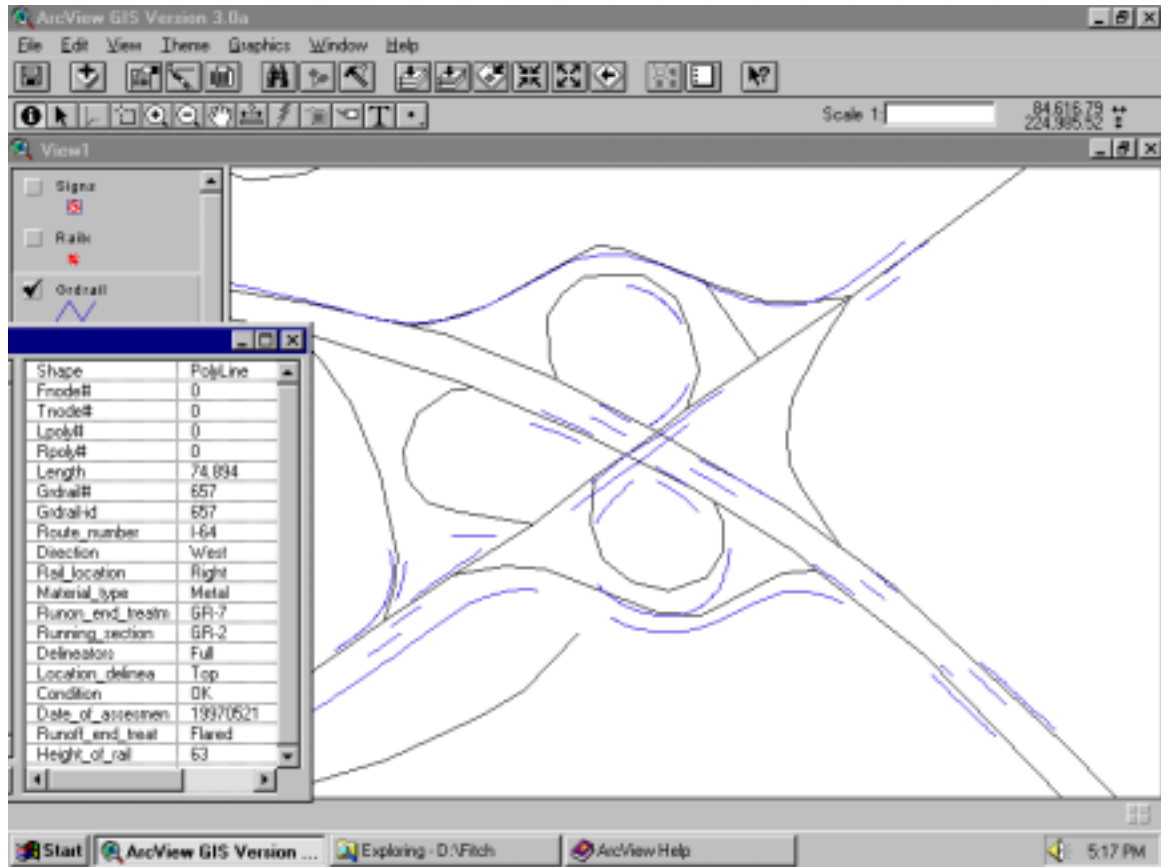 ArcView GIS Version 3.0a
File Edit View Theme Graphics Window Help
Scale 1:
84,616.79
224,985.52
View1
Signs
Grdrail
Shape PolyLine
Fnode# 0
Tnode# 0
Lpoly# 0
Rpoly# 0
Length 74.894
Grdrail# 657
Grdrail-id 657
Route_number I-64
Direction West
Rail_location Right
Material_type Metal
Runon_end_treatm GR-7
Running_section GR-2
Delineators Full
Location_delinea Top
Condition OK
Date_of_assesmen 19970521
Runoff_end_treat Flared
Height_of_rail 63
Start ArcView GIS Version ... Exploring - D:\Fitch ArcView Help 5:17 PM